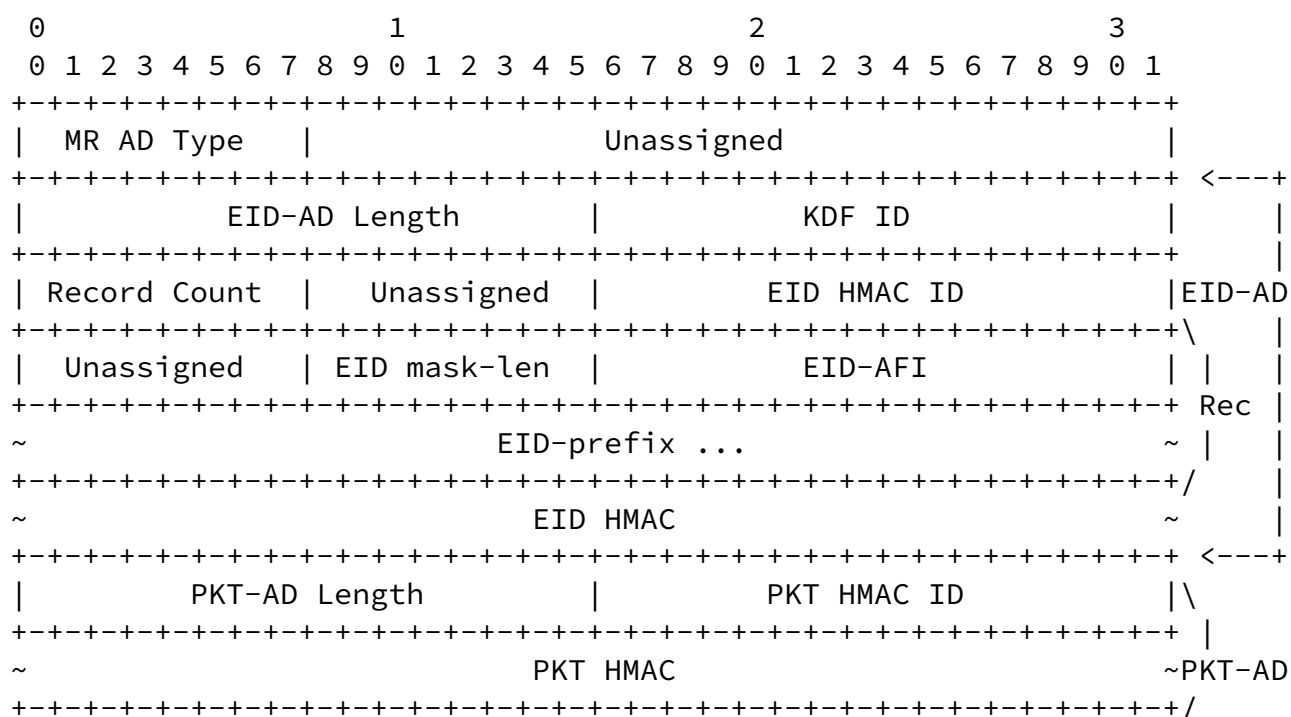 0                   1                   2                   3
 0 1 2 3 4 5 6 7 8 9 0 1 2 3 4 5 6 7 8 9 0 1 2 3 4 5 6 7 8 9 0 1
+-+-+-+-+-+-+-+-+-+-+-+-+-+-+-+-+-+-+-+-+-+-+-+-+-+-+-+-+-+-+-+-+
|  MR AD Type   |                Unassigned                     |
+-+-+-+-+-+-+-+-+-+-+-+-+-+-+-+-+-+-+-+-+-+-+-+-+-+-+-+-+-+-+-+-+ <---+
|           EID-AD Length       |           KDF ID              |     |
+-+-+-+-+-+-+-+-+-+-+-+-+-+-+-+-+-+-+-+-+-+-+-+-+-+-+-+-+-+-+-+-+     |
| Record Count  |   Unassigned  |         EID HMAC ID           |EID-AD
+-+-+-+-+-+-+-+-+-+-+-+-+-+-+-+-+-+-+-+-+-+-+-+-+-+-+-+-+-+-+-+-+\    |
|  Unassigned   | EID mask-len  |           EID-AFI             | |   |
+-+-+-+-+-+-+-+-+-+-+-+-+-+-+-+-+-+-+-+-+-+-+-+-+-+-+-+-+-+-+-+-+ Rec |
~                          EID-prefix ...                       ~ |   |
+-+-+-+-+-+-+-+-+-+-+-+-+-+-+-+-+-+-+-+-+-+-+-+-+-+-+-+-+-+-+-+-+/    |
~                            EID HMAC                           ~     |
+-+-+-+-+-+-+-+-+-+-+-+-+-+-+-+-+-+-+-+-+-+-+-+-+-+-+-+-+-+-+-+-+ <---+
|         PKT-AD Length         |         PKT HMAC ID           |\
+-+-+-+-+-+-+-+-+-+-+-+-+-+-+-+-+-+-+-+-+-+-+-+-+-+-+-+-+-+-+-+-+ |
~                            PKT HMAC                           ~PKT-AD
+-+-+-+-+-+-+-+-+-+-+-+-+-+-+-+-+-+-+-+-+-+-+-+-+-+-+-+-+-+-+-+-+/